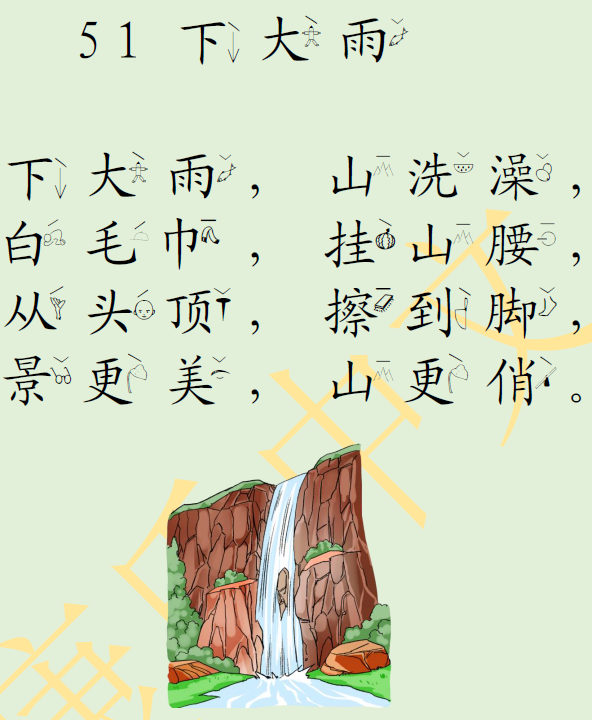 51 下大雨
下大雨， 山洗澡，
白毛巾， 挂山腰，
从头顶， 擦到脚，
景更美， 山更俏。